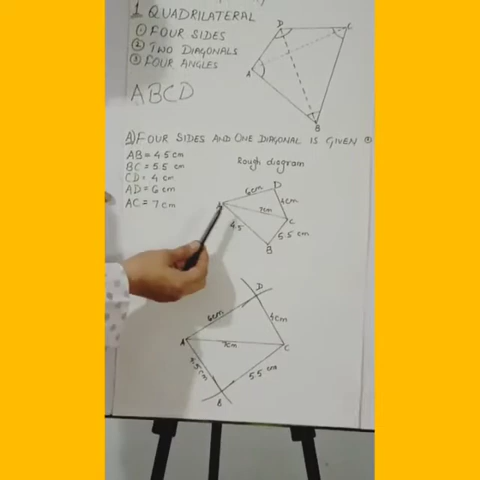 1 QUADRILATERAL
① FOUR SIDES
② TWO DIAGONALS
③ FOUR ANGLES
D
C
A
B
ABCD
A) FOUR SIDES AND ONE DIAGONAL IS GIVEN
AB = 4.5 cm
BC = 5.5 cm
CD = 4 cm
AD = 6 cm
AC = 7 cm
Rough diagram
D
6cm
4cm
A
7cm
C
4.5
5.5 cm
B
D
6cm
4cm
A
7cm
C
4.5cm
5.5 cm
B